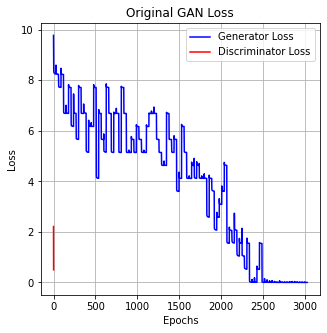 Original GAN Loss
Generator Loss
Discriminator Loss
Loss
10
8
6
4
2
0
0 500 1000 1500 2000 2500 3000
Epochs